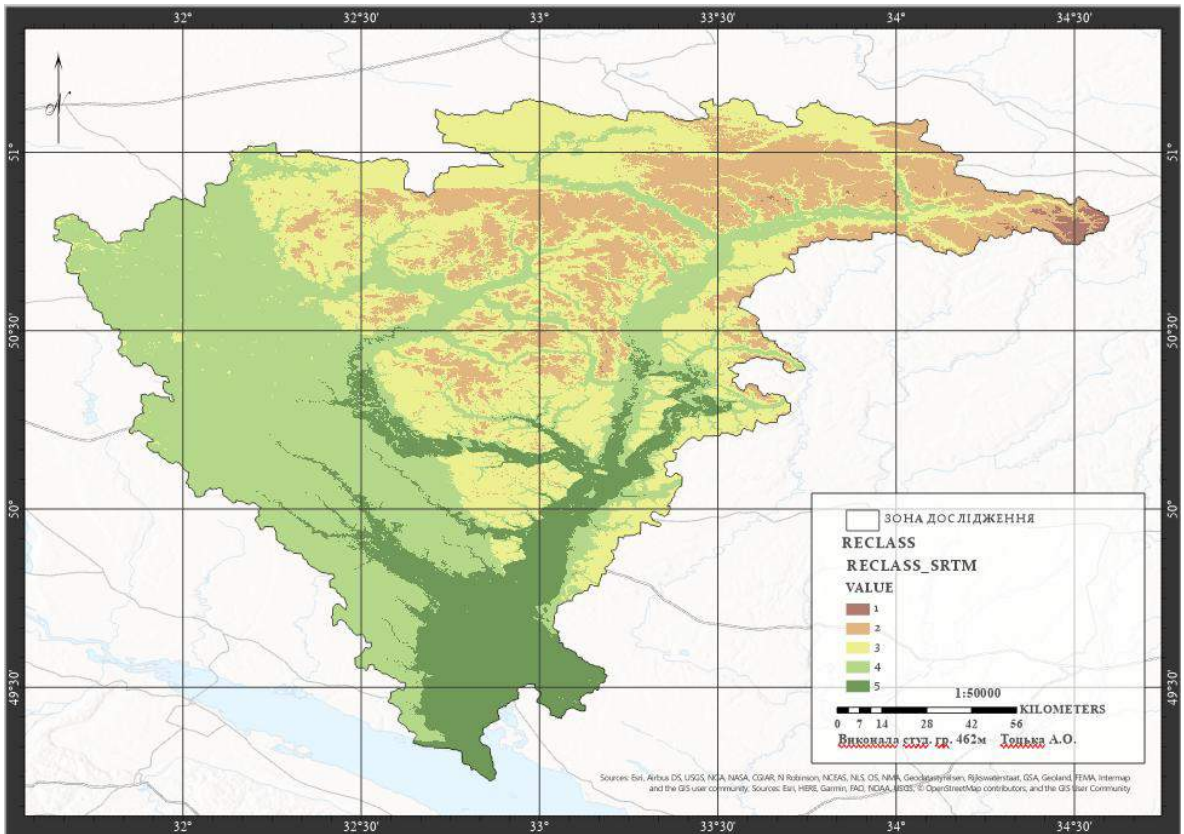 32° 32°30' 33° 33°30' 34° 34°30'
51° 51°
50°30' 50°30'
50° 50°
49°30' 49°30'
N
ЗОНА ДОСЛІДЖЕННЯ
RECLASS
RECLASS_SRTM
VALUE
1
2
3
4
5
1:50000
KILOMETERS
0 7 14 28 42 56
Виконала студ. гр. 462м Тоцька А.О.
Sources: Esri, Airbus DS, USGS, NGA, NASA, CGIAR, N Robinson, NCEAS, NLS, OS, NMA, Geodatastyrelsen, Rijkswaterstaat, GSA, Geoland, FEMA, Intermap
and the GIS user community, Sources: Esri, HERE, Garmin, FAO, NOAA, USGS, © OpenStreetMap contributors, and the GIS User Community
32° 32°30' 33° 33°30' 34° 34°30'